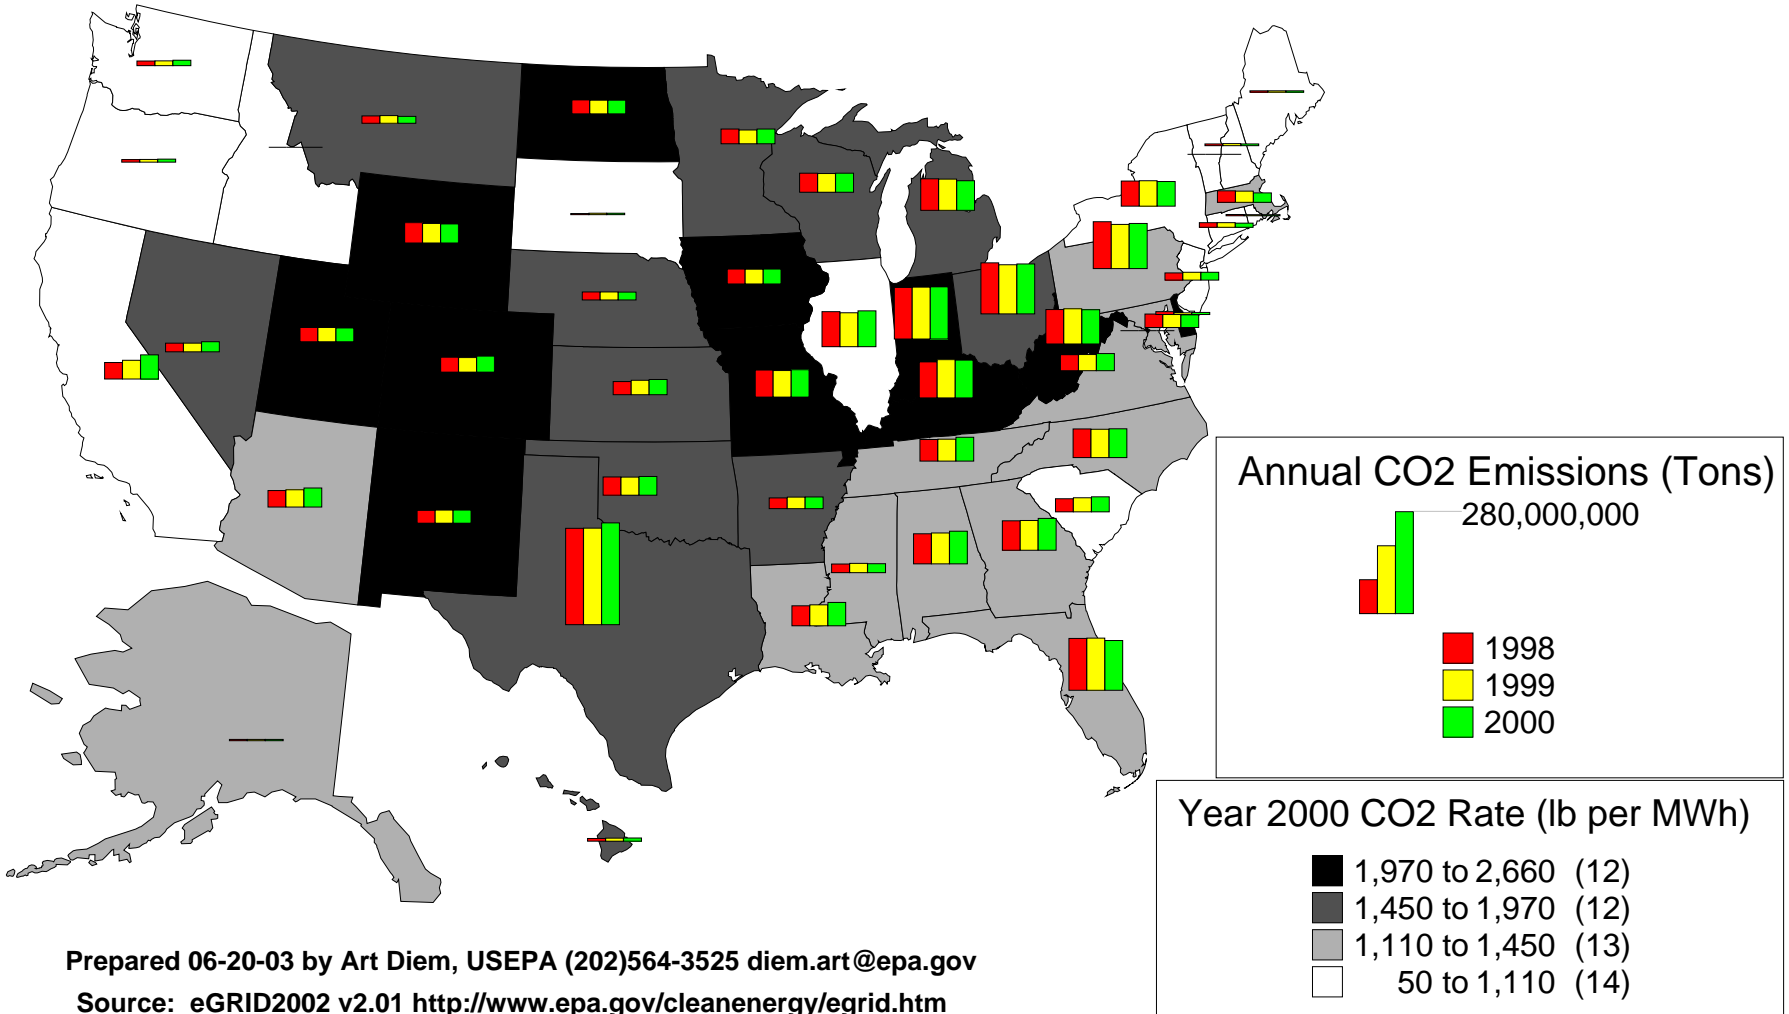 Annual CO2 Emissions (Tons)
280,000,000
1998
1999
2000
Year 2000 CO2 Rate (lb per MWh)
1,970 to 2,660 (12)
1,450 to 1,970 (12)
1,110 to 1,450 (13)
50 to 1,110 (14)
Prepared 06-20-03 by Art Diem, USEPA (202)564-3525 diem.art@epa.gov
Source: eGRID2002 v2.01 http://www.epa.gov/cleanenergy/egrid.htm